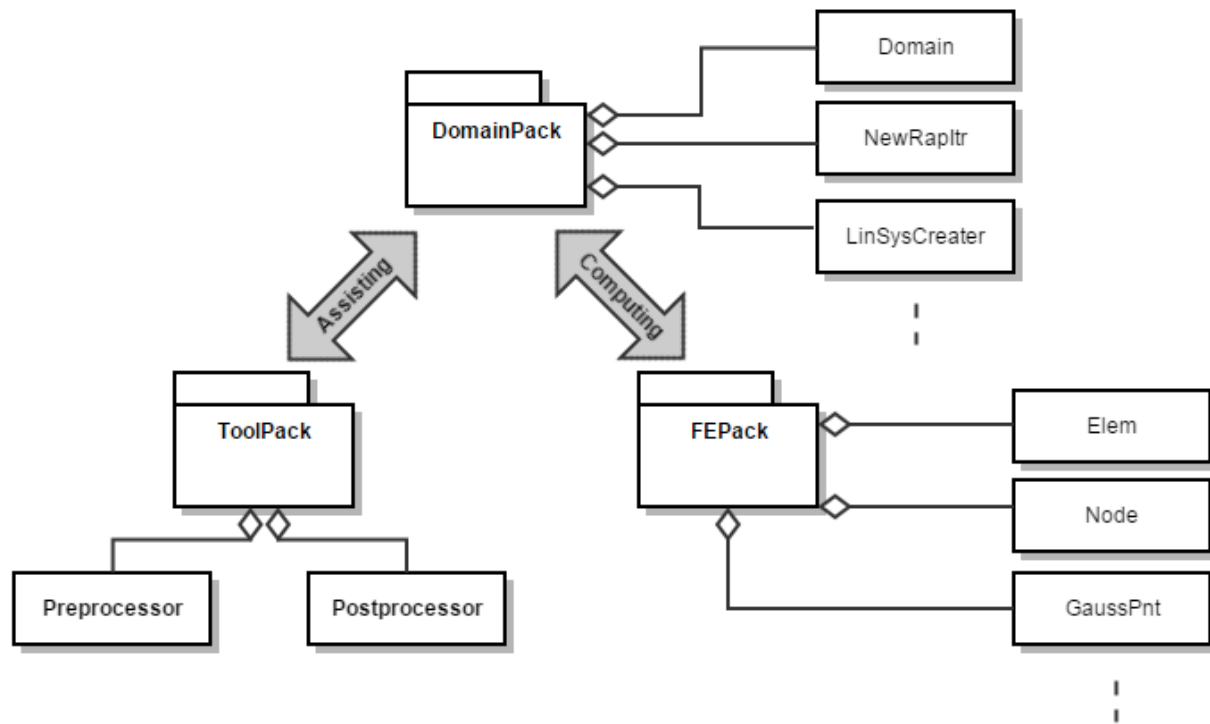 Domain
DomainPack
NewRapItr
LinSysCreater
Assisting
Computing
ToolPack
FEPack
Elem
Node
Preprocessor
Postprocessor
GaussPnt